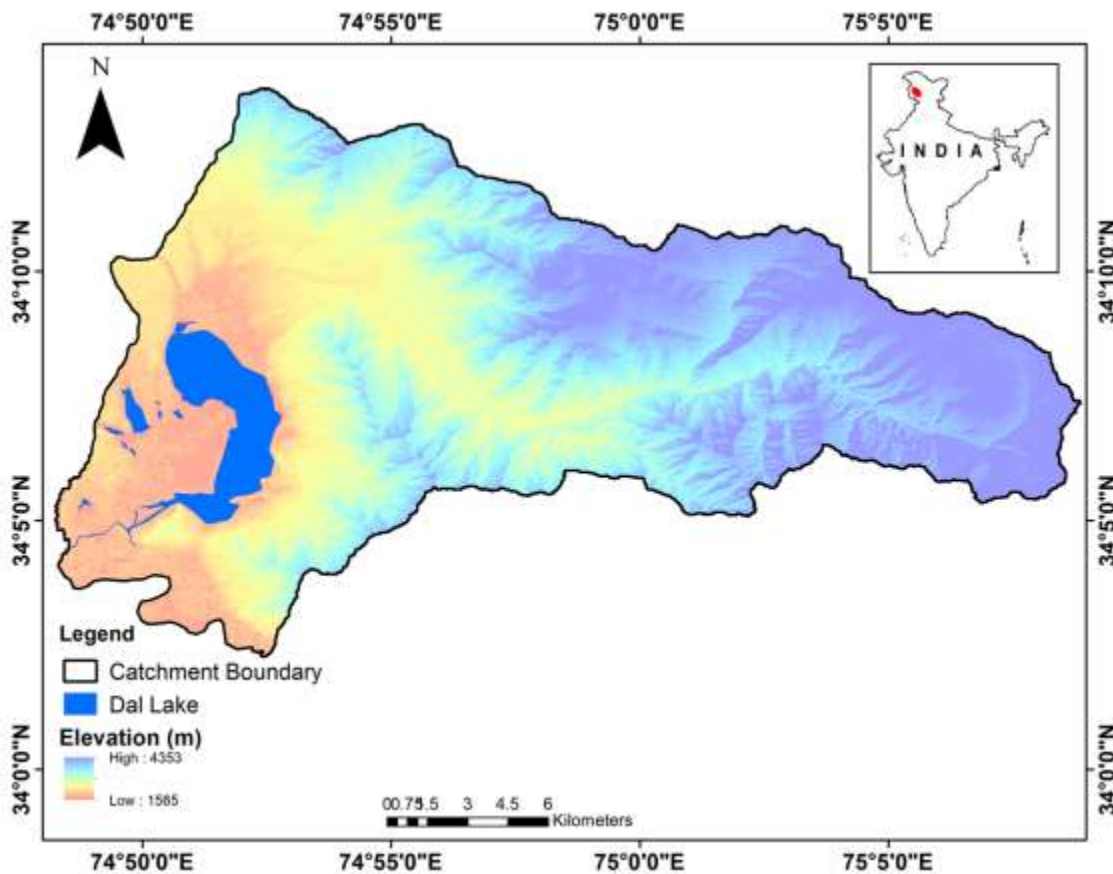 74°50'0"E 74°55'0"E 75°0'0"E 75°5'0"E
N
INDIA
34°10'0"N 34°10'0"N
34°5'0"N 34°5'0"N
34°0'0"N 34°0'0"N
Legend
Catchment Boundary
Dal Lake
Elevation (m)
High : 4353
Low : 1585
00.751.5 3 4.5 6
Kilometers
74°50'0"E 74°55'0"E 75°0'0"E 75°5'0"E